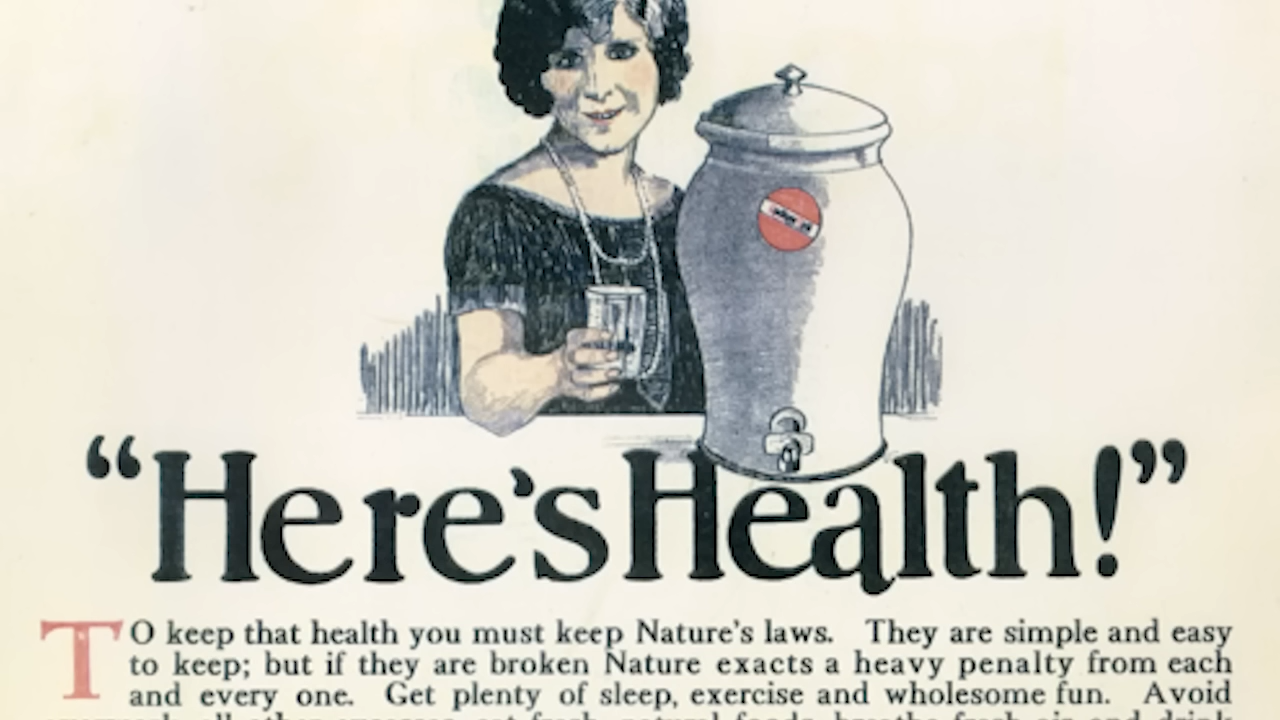 “Here's Health!”
TO keep that health you must keep Nature's laws. They are simple and easy
to keep; but if they are broken Nature exacts a heavy penalty from each
and every one. Get plenty of sleep, exercise and wholesome fun. Avoid